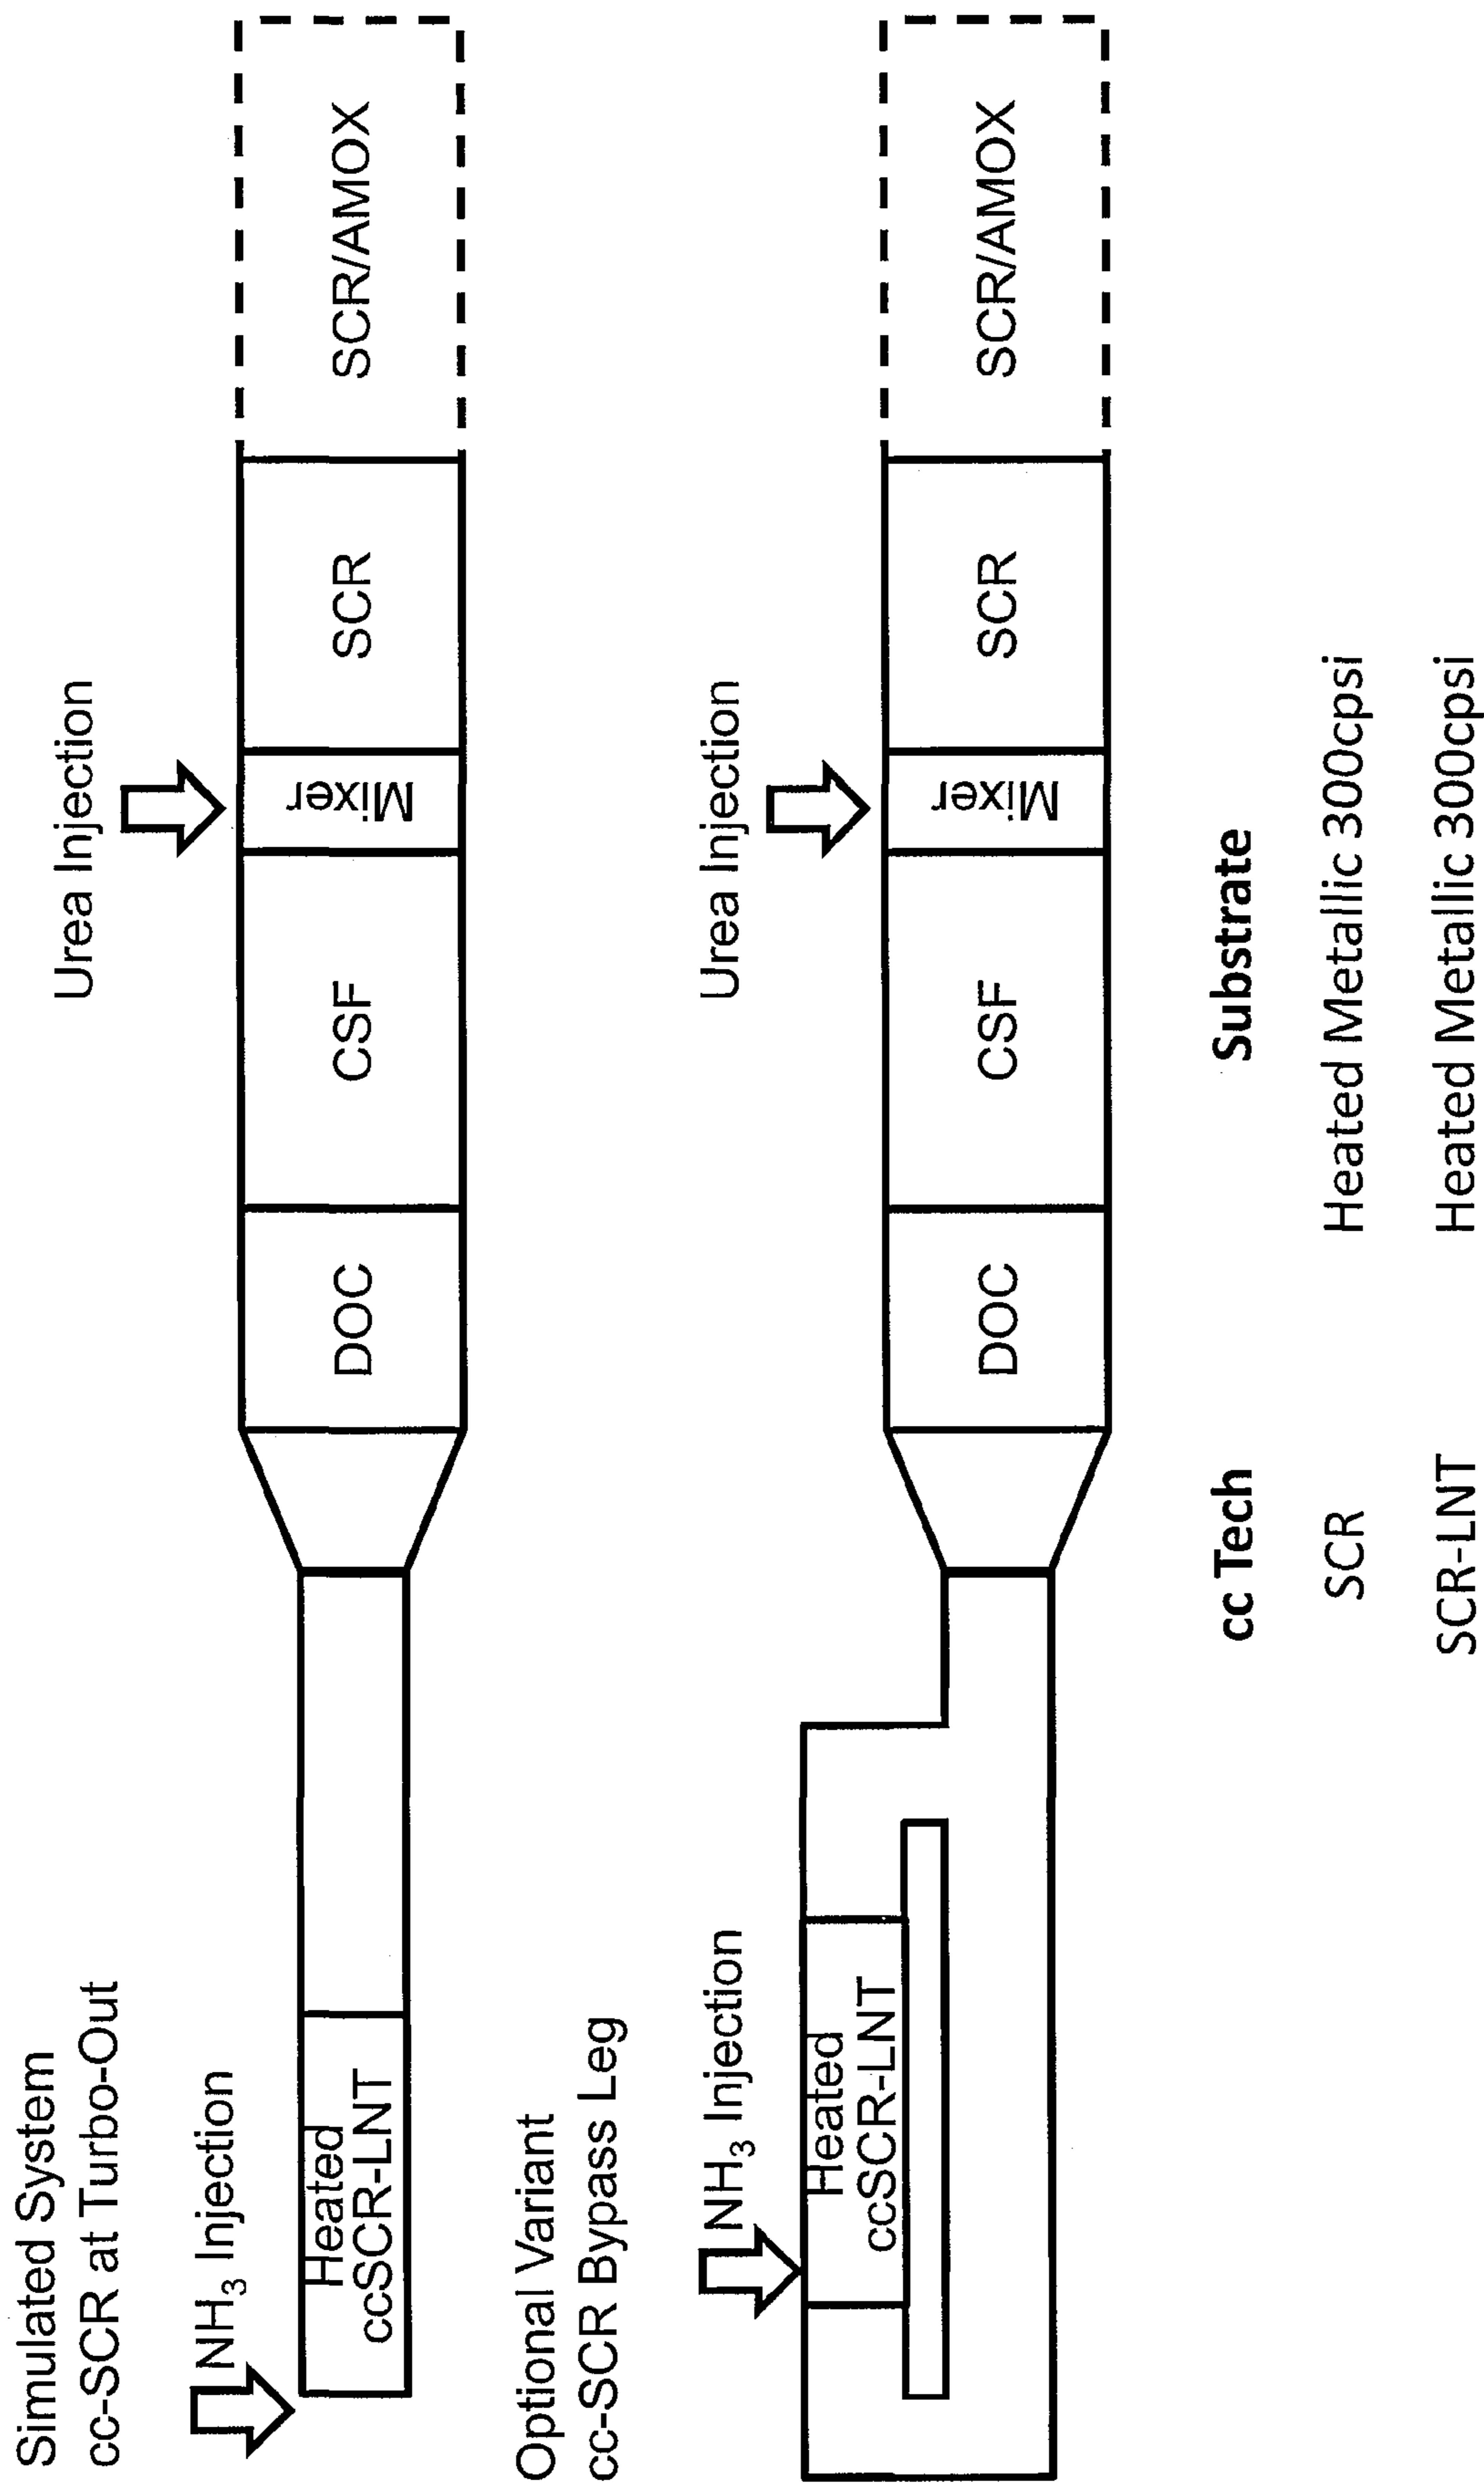 Simulated System
cc-SCR at Turbo-Out
NH₃ Injection
Urea Injection
Heated
ccSCR-LNT
DOC
CSF
Mixer
SCR
SCR/AMOX
Optional Variant
cc-SCR Bypass Leg
NH₃ Injection
Urea Injection
Heated
ccSCR-LNT
DOC
CSF
Mixer
SCR
SCR/AMOX
cc Tech Substrate
SCR Heated Metallic 300cpsi
SCR-LNT Heated Metallic 300cpsi